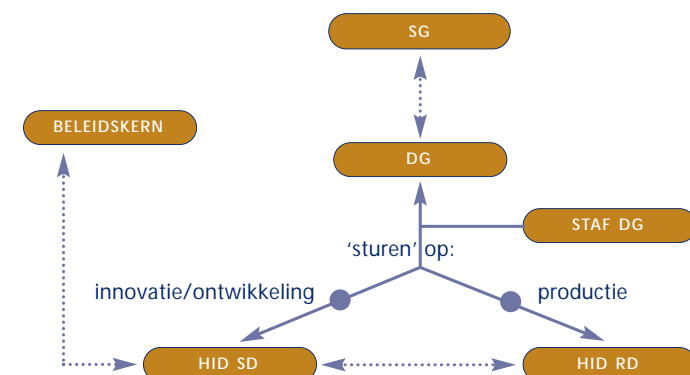 SG
BELEIDSKERN
DG
STAF DG
'sturen' op:
innovatie/ontwikkeling
productie
HID SD
HID RD